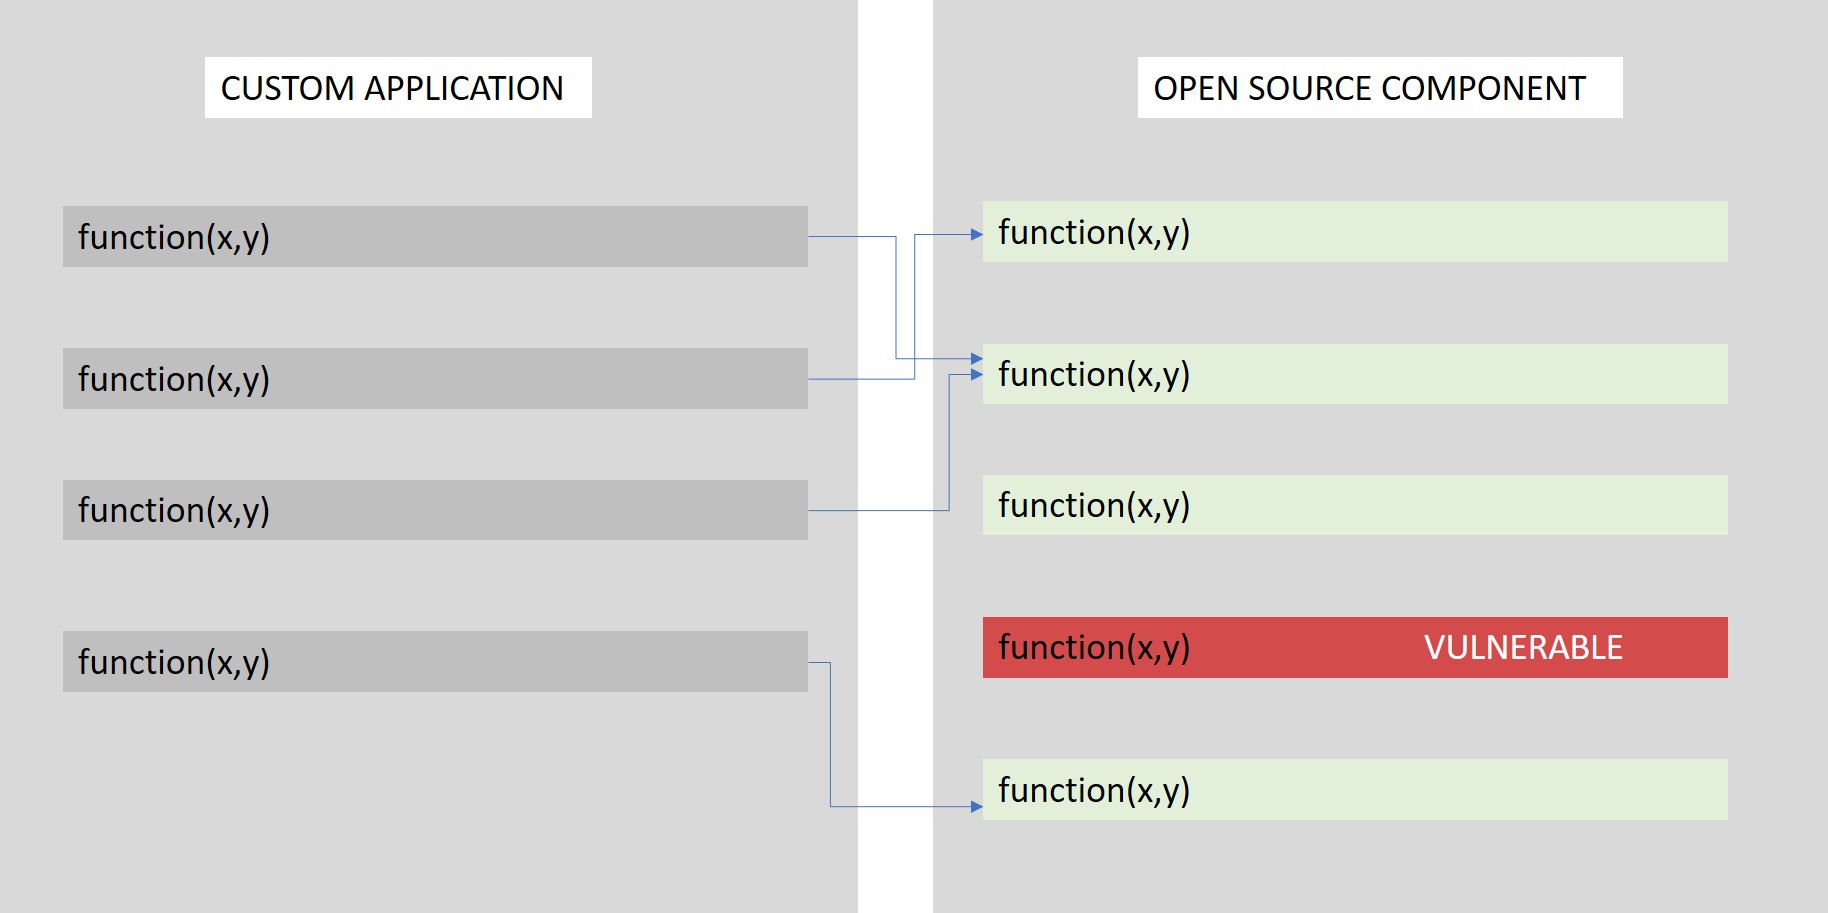 CUSTOM APPLICATION
function(x,y)
function(x,y)
function(x,y)
function(x,y)
OPEN SOURCE COMPONENT
function(x,y)
function(x,y)
function(x,y)
function(x,y) VULNERABLE
function(x,y)